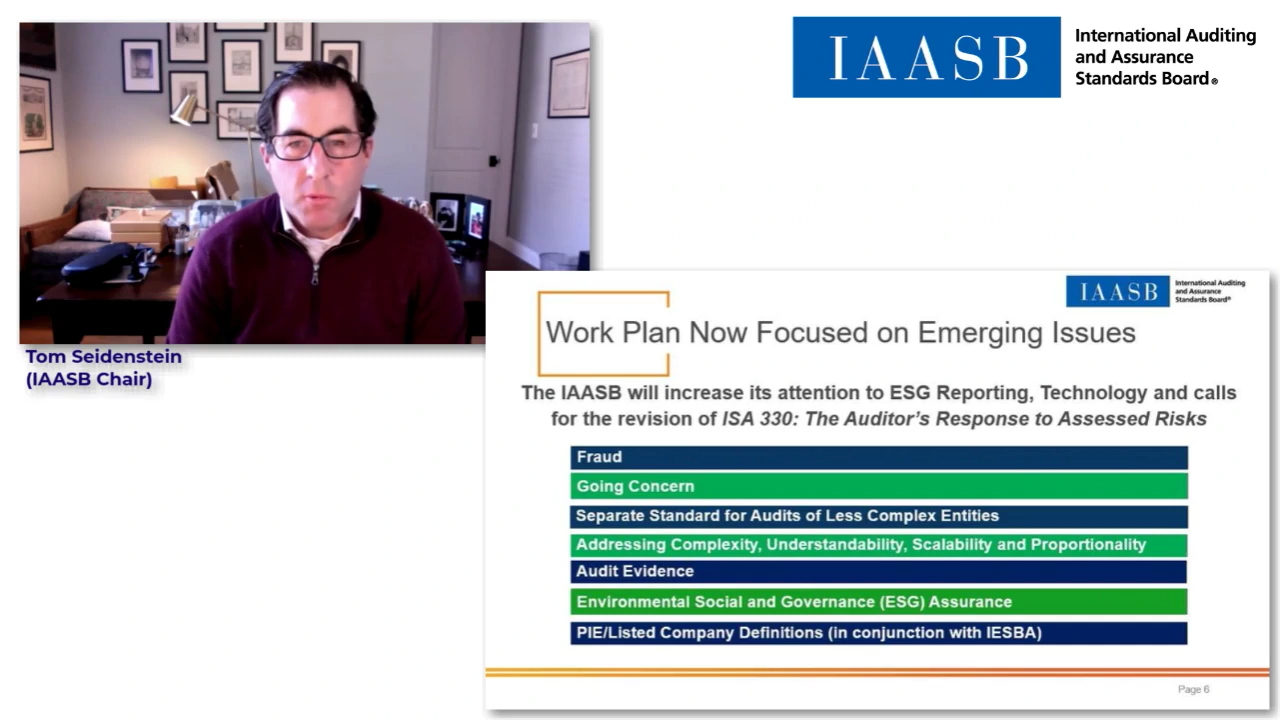 IAASB
International Auditing
and Assurance
Standards Board®
Tom Seidenstein
(IAASB Chair)
IAASB
International Auditing
and Assurance
Standards Board®
Work Plan Now Focused on Emerging Issues
The IAASB will increase its attention to ESG Reporting, Technology and calls
for the revision of ISA 330: The Auditor's Response to Assessed Risks
Fraud
Going Concern
Separate Standard for Audits of Less Complex Entities
Addressing Complexity, Understandability, Scalability and Proportionality
Audit Evidence
Environmental Social and Governance (ESG) Assurance
PIE/Listed Company Definitions (in conjunction with IESBA)
Page 6